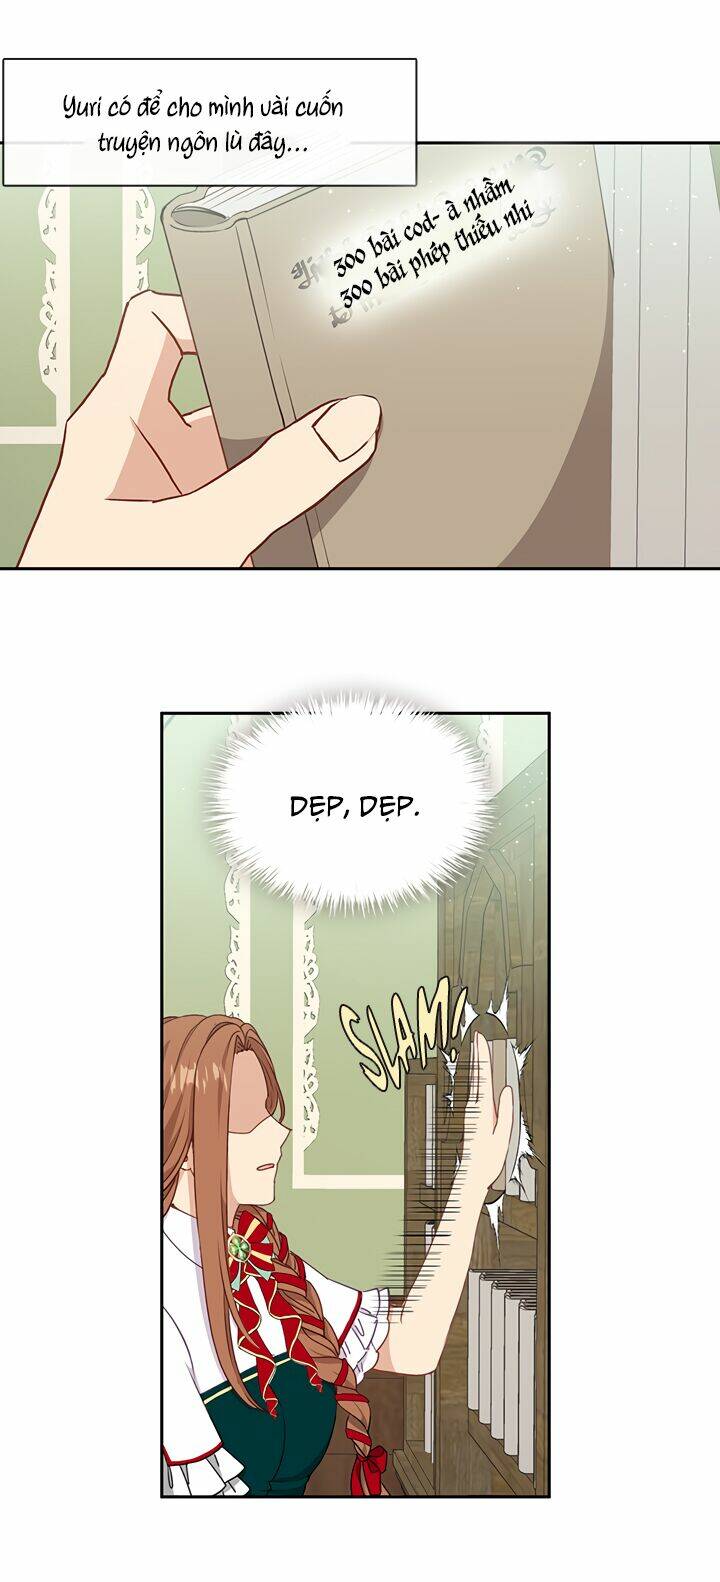 Yuri có để cho mình vài cuốn
truyện ngôn lù đây...
300 bài cod- à nhầm
300 bài phép thiếu nhi
DẸP, DẸP.
SLAM!